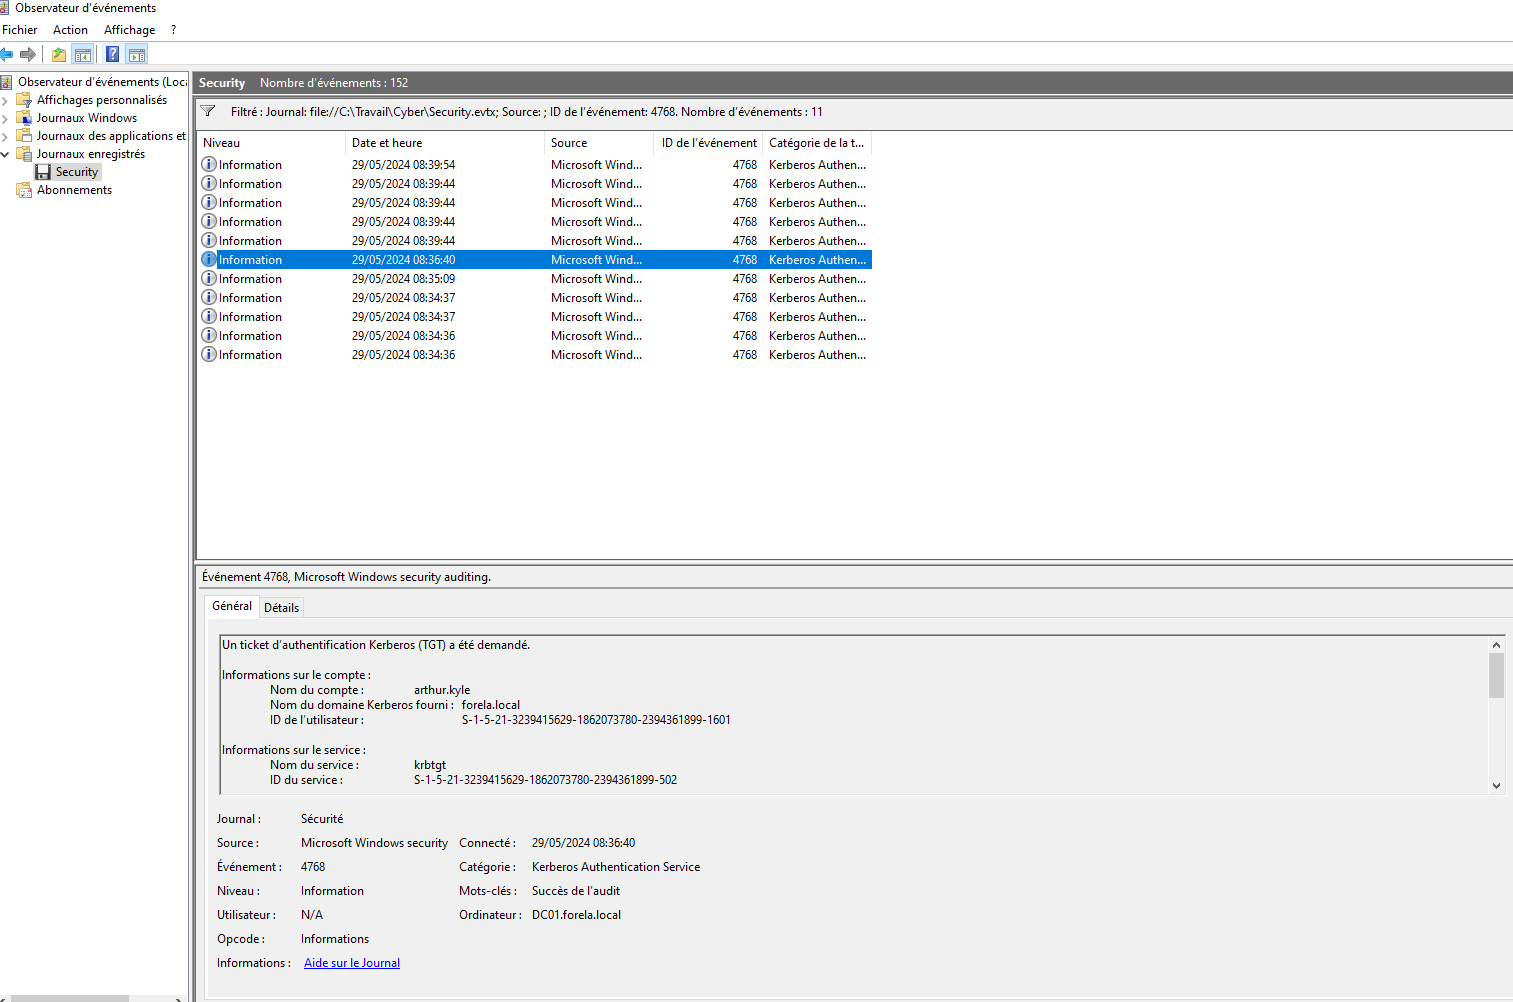 Observateur d'événements
Fichier Action Affichage ?
Observateur d'événements (Loca
Affichages personnalisés
Journaux Windows
Journaux des applications et
Journaux enregistrés
Security
Abonnements
Security Nombre d'événements : 152
Filtré : Journal: file://C:\Travail\Cyber\Security.evtx; Source: ; ID de l'événement: 4768. Nombre d'événements : 11
Niveau Date et heure Source ID de l'événement Catégorie de la t...
Information 29/05/2024 08:39:54 Microsoft Wind... 4768 Kerberos Authen...
Information 29/05/2024 08:39:44 Microsoft Wind... 4768 Kerberos Authen...
Information 29/05/2024 08:39:44 Microsoft Wind... 4768 Kerberos Authen...
Information 29/05/2024 08:39:44 Microsoft Wind... 4768 Kerberos Authen...
Information 29/05/2024 08:39:44 Microsoft Wind... 4768 Kerberos Authen...
Information 29/05/2024 08:36:40 Microsoft Wind... 4768 Kerberos Authen...
Information 29/05/2024 08:35:09 Microsoft Wind... 4768 Kerberos Authen...
Information 29/05/2024 08:34:37 Microsoft Wind... 4768 Kerberos Authen...
Information 29/05/2024 08:34:37 Microsoft Wind... 4768 Kerberos Authen...
Information 29/05/2024 08:34:36 Microsoft Wind... 4768 Kerberos Authen...
Information 29/05/2024 08:34:36 Microsoft Wind... 4768 Kerberos Authen...
Événement 4768, Microsoft Windows security auditing.
Général Détails
Un ticket d'authentification Kerberos (TGT) a été demandé.
Informations sur le compte :
Nom du compte : arthur.kyle
Nom du domaine Kerberos fourni : forela.local
ID de l'utilisateur : S-1-5-21-3239415629-1862073780-2394361899-1601
Informations sur le service :
Nom du service : krbtgt
ID du service : S-1-5-21-3239415629-1862073780-2394361899-502
Journal : Sécurité
Source : Microsoft Windows security Connecté : 29/05/2024 08:36:40
Événement : 4768 Catégorie : Kerberos Authentication Service
Niveau : Information Mots-clés : Succès de l'audit
Utilisateur : N/A Ordinateur : DC01.forela.local
Opcode : Informations
Informations : Aide sur le Journal